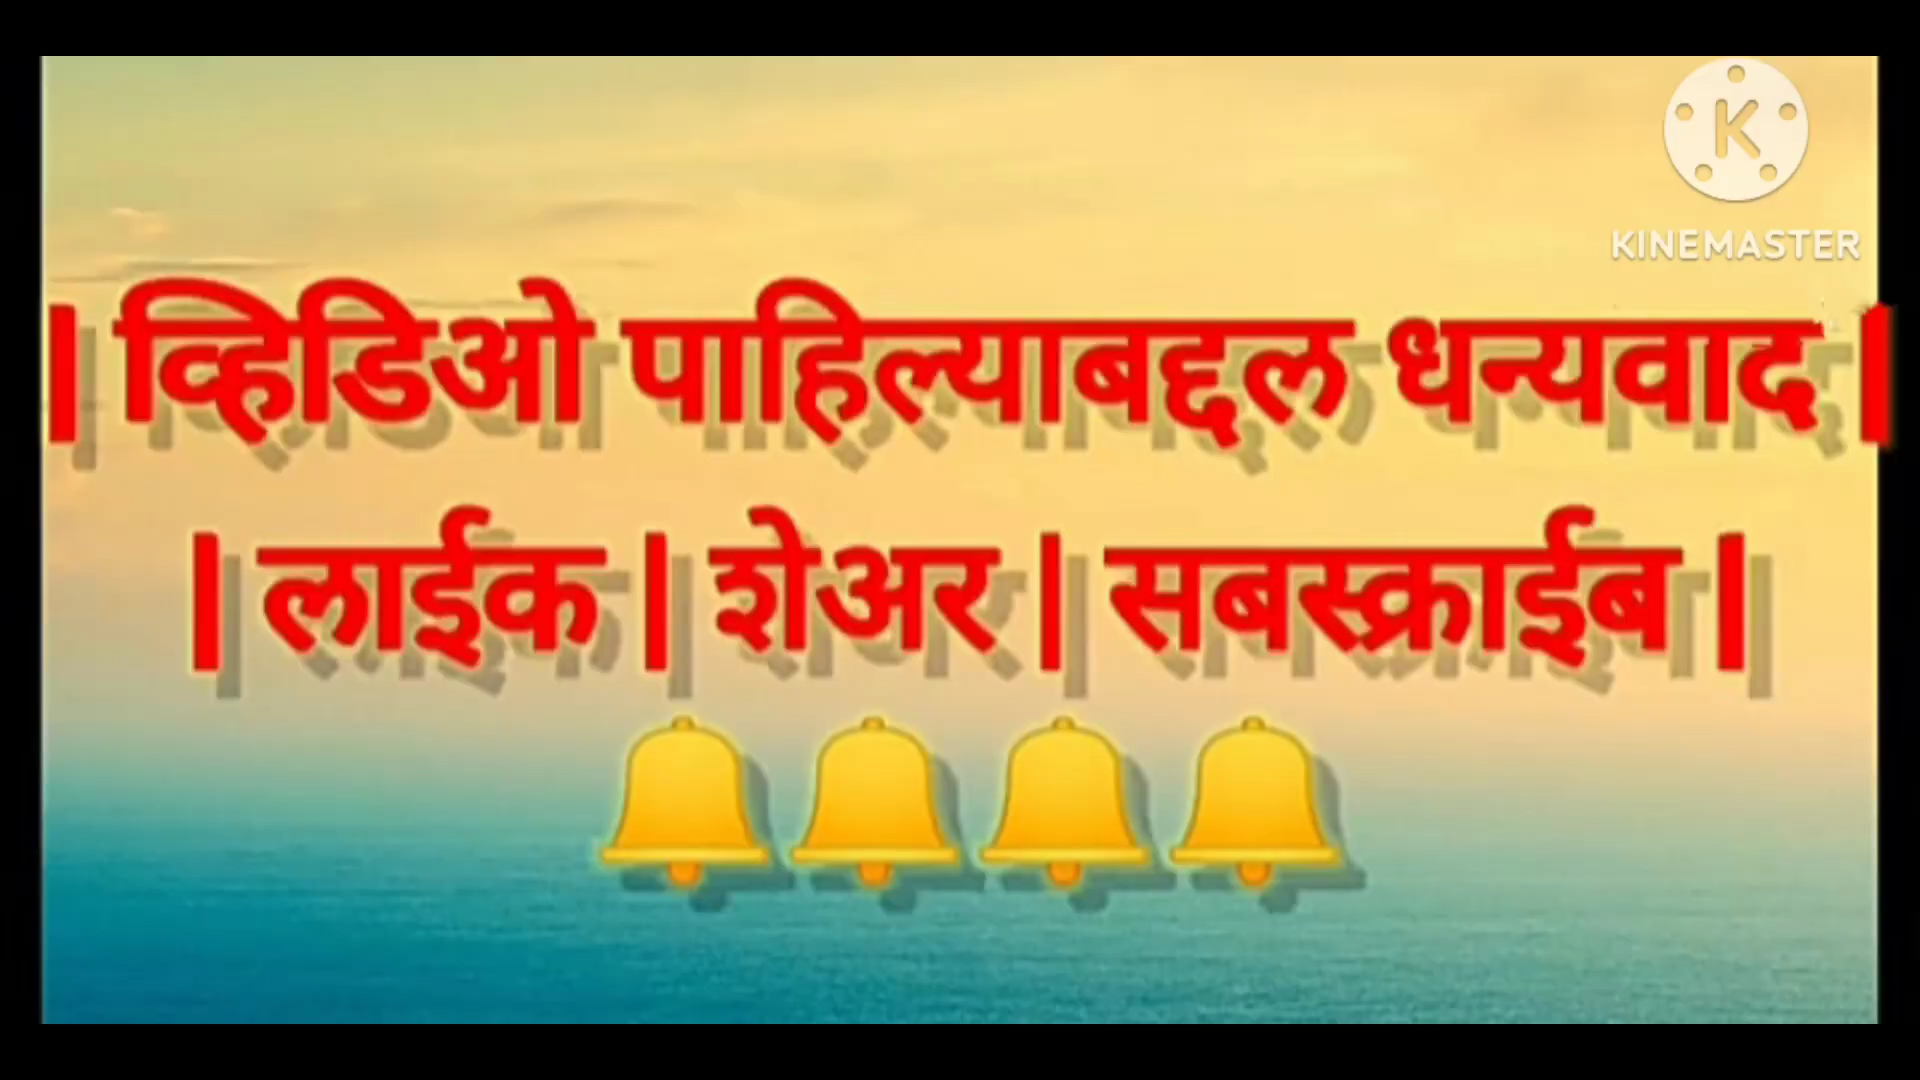 K
KINEMASTER
| व्हिडिओ पाहिल्याबद्दल धन्यवाद |
| लाईक | शेअर | सबस्क्राईब |